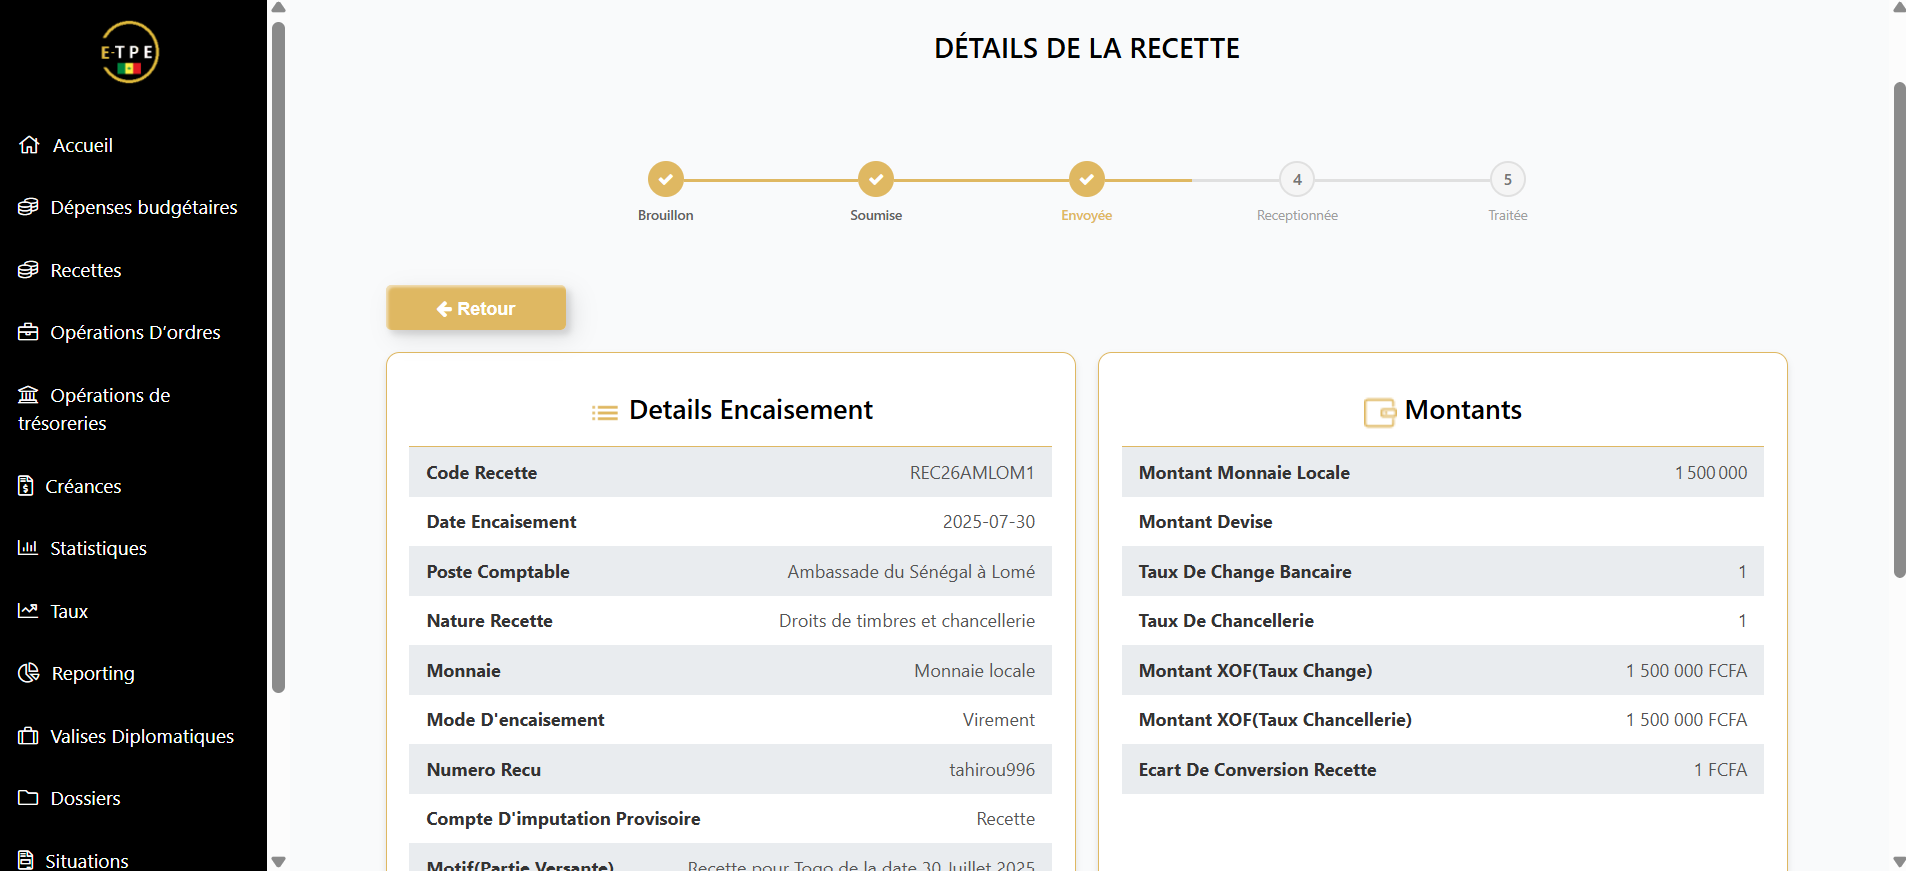 E-TPE
Accueil
Dépenses budgétaires
Recettes
Opérations D'ordres
Opérations de
trésoreries
Créances
Statistiques
Taux
Reporting
Valises Diplomatiques
Dossiers
Situations
DÉTAILS DE LA RECETTE
4 5
Brouillon Soumise Envoyée Receptionnée Traitée
Retour
Details Encaisement
Code Recette REC26AMLOM1
Date Encaisement 2025-07-30
Poste Comptable Ambassade du Sénégal à Lomé
Nature Recette Droits de timbres et chancellerie
Monnaie Monnaie locale
Mode D'encaisement Virement
Numero Recu tahirou996
Compte D'imputation Provisoire Recette
Motif(Partie Versante) Recette pour Togo de la date 30 Juillet 2025
Montants
Montant Monnaie Locale 1 500 000
Montant Devise
Taux De Change Bancaire 1
Taux De Chancellerie 1
Montant XOF(Taux Change) 1 500 000 FCFA
Montant XOF(Taux Chancellerie) 1 500 000 FCFA
Ecart De Conversion Recette 1 FCFA